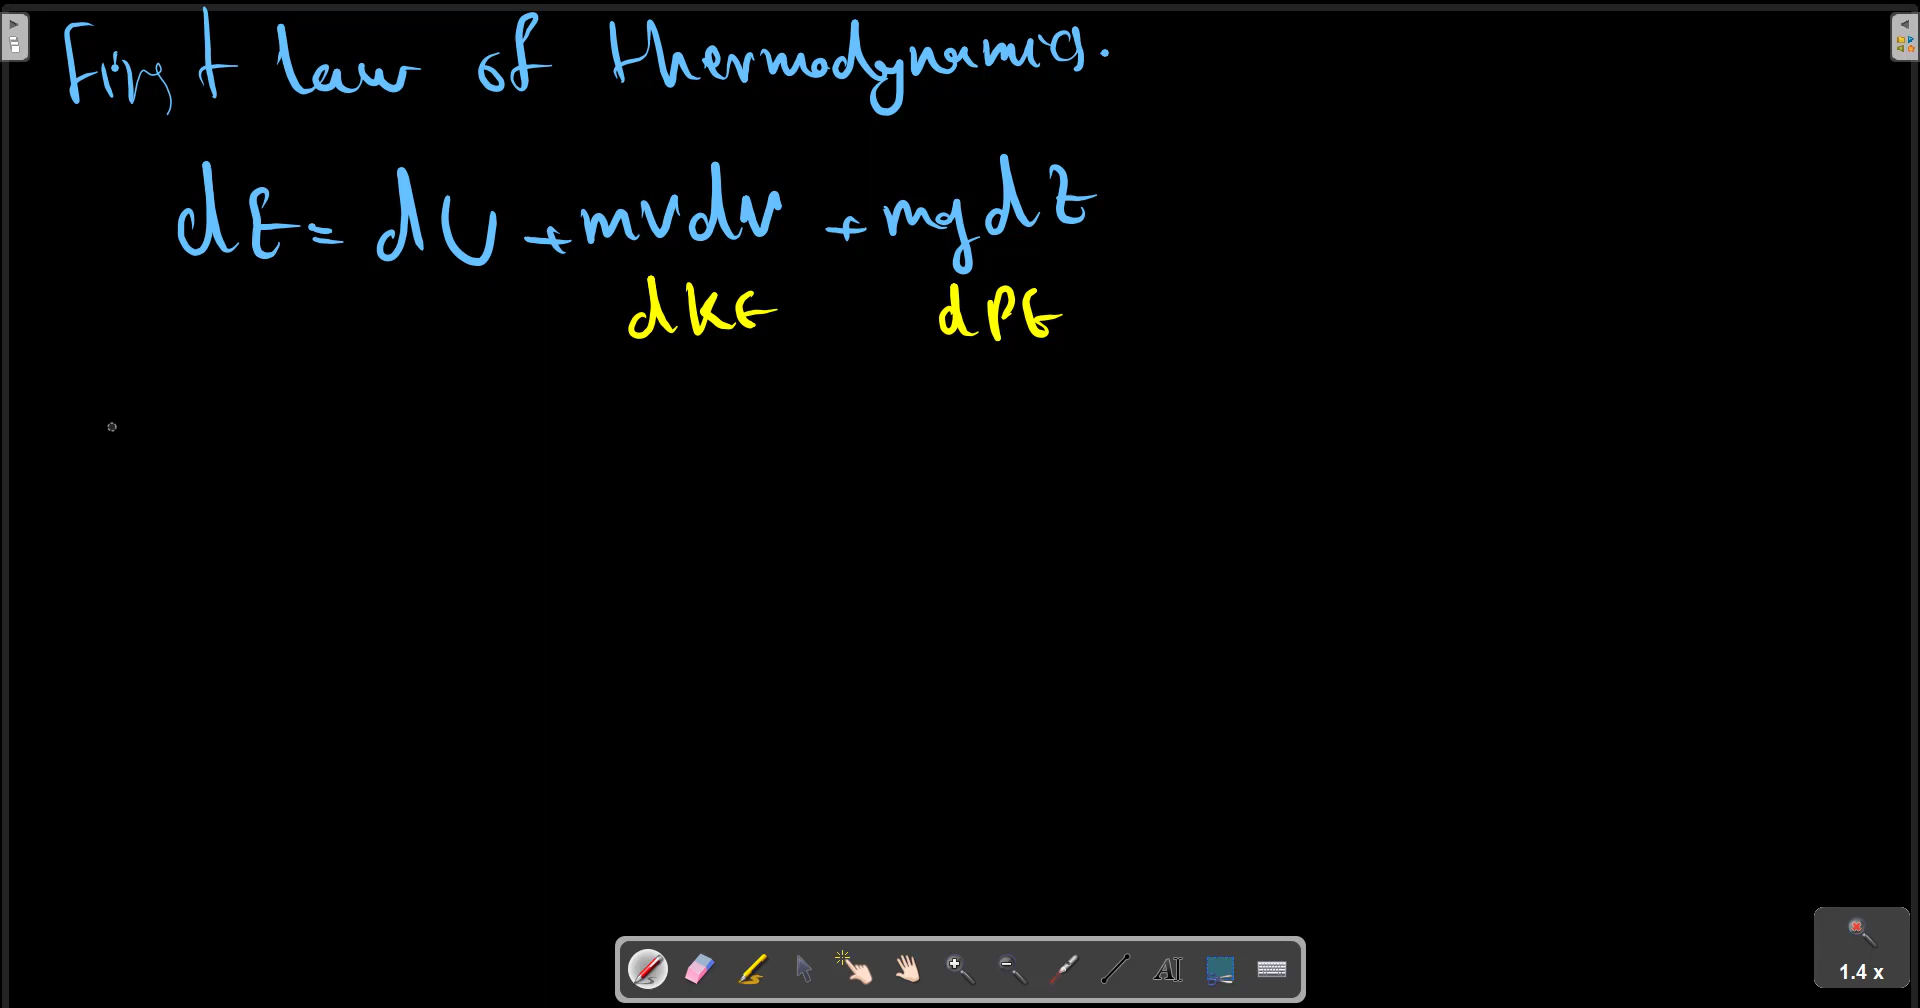 First law of thermodynamics.
dE = dU + mvdv + mgdz
dKE dPE
1.4 x